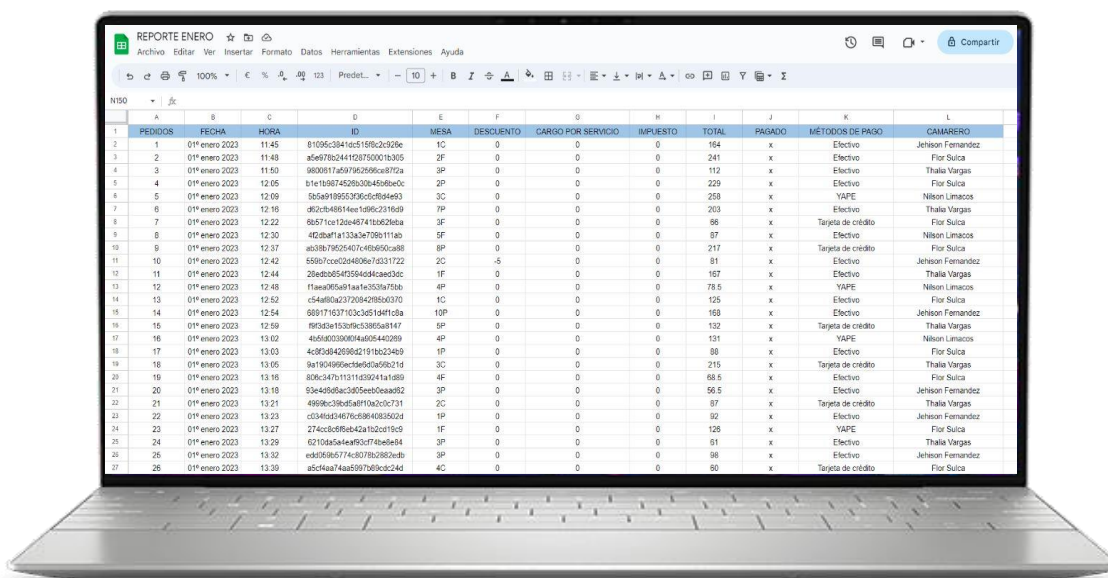 REPORTE ENERO
Archivo Editar Ver Insertar Formato Datos Herramientas Extensiones Ayuda
Compartir
100% € % .0 .00 123 Predet... - 10 + B I A
N150 fx
A B C D E F G H I J K L
1 PEDIDOS FECHA HORA ID MESA DESCUENTO CARGO POR SERVICIO IMPUESTO TOTAL PAGADO MÉTODOS DE PAGO CAMARERO
2 1 01º enero 2023 11:45 1C 0 0 0 164 x Efectivo Jehison Fernandez
3 2 01º enero 2023 11:48 a5e978b2441f28750001b305 2F 0 0 0 241 x Efectivo Flor Sulca
4 3 01º enero 2023 11:50 9800617a597962566ce87f2a 3P 0 0 0 112 x Efectivo Thalia Vargas
5 4 01º enero 2023 12:05 b1e1b9874526b30b45b6be0c 2P 0 0 0 229 x Efectivo Flor Sulca
6 5 01º enero 2023 12:09 5b5a9189553f36c6cf8d4e93 3C 0 0 0 258 x YAPE Nilson Limacos
7 6 01º enero 2023 12:16 d62cfb48614ee1d96c2316d9 7P 0 0 0 203 x Efectivo Thalia Vargas
8 7 01º enero 2023 12:22 6b571ce12de46741bb62feba 3F 0 0 0 66 x Tarjeta de crédito Flor Sulca
9 8 01º enero 2023 12:30 4f2dbaf1a133a3e709b111ab 5F 0 0 0 87 x Efectivo Nilson Limacos
10 9 01º enero 2023 12:37 ab38b79525407c46b950ca88 8P 0 0 0 217 x Tarjeta de crédito Flor Sulca
11 10 01º enero 2023 12:42 559b7cce02d4806e7d331722 2C -5 0 0 81 x Efectivo Jehison Fernandez
12 11 01º enero 2023 12:44 28edbb854f3594dd4caed3dc 1F 0 0 0 167 x Efectivo Thalia Vargas
13 12 01º enero 2023 12:48 f1aea065a91aa1e353fa75bb 4P 0 0 0 78.5 x YAPE Nilson Limacos
14 13 01º enero 2023 12:52 c54af80a23720842f85b0370 1C 0 0 0 125 x Efectivo Flor Sulca
15 14 01º enero 2023 12:54 689171637103c3d51d4f1c8a 10P 0 0 0 168 x Efectivo Jehison Fernandez
16 15 01º enero 2023 12:59 f9f3d3e153bf9c53865a8147 5P 0 0 0 132 x Tarjeta de crédito Thalia Vargas
17 16 01º enero 2023 13:02 4b5fd00390f0f4a905440269 4P 0 0 0 131 x YAPE Nilson Limacos
18 17 01º enero 2023 13:03 4c8f3d842698d2191bb234b9 1P 0 0 0 88 x Efectivo Flor Sulca
19 18 01º enero 2023 13:05 9a1904966ecfde6d0a56b21d 3C 0 0 0 215 x Tarjeta de crédito Thalia Vargas
20 19 01º enero 2023 13:16 806c347b11311d39241a1d89 4F 0 0 0 68.5 x Efectivo Flor Sulca
21 20 01º enero 2023 13:18 93e4d8d6ac3d05eeb0eaad62 3P 0 0 0 56.5 x Efectivo Jehison Fernandez
22 21 01º enero 2023 13:21 4999bc39bd5a8f10a2c0c731 2C 0 0 0 87 x Tarjeta de crédito Thalia Vargas
23 22 01º enero 2023 13:23 c034fdd34676c6864083502d 1P 0 0 0 92 x Efectivo Jehison Fernandez
24 23 01º enero 2023 13:27 274cc8c6f6eb42a1b2cd19c9 1F 0 0 0 126 x YAPE Flor Sulca
25 24 01º enero 2023 13:29 6210da5a4eaf93cf74be8e84 3P 0 0 0 61 x Efectivo Thalia Vargas
26 25 01º enero 2023 13:32 edd059b5774c8078b2882edb 3P 0 0 0 98 x Efectivo Jehison Fernandez
27 26 01º enero 2023 13:39 a5cf4aa74aa5997b89cdc24d 4C 0 0 0 60 x Tarjeta de crédito Flor Sulca